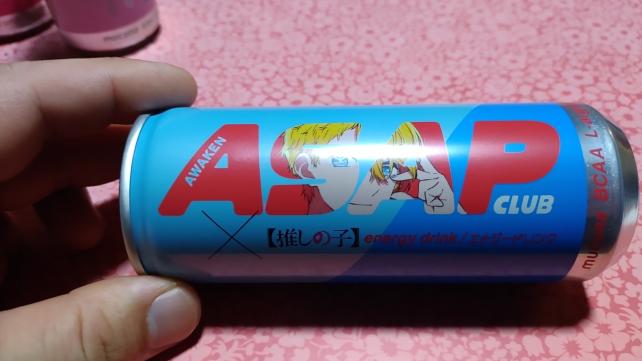 AWAKEN
ASAP
CLUB
×【推しの子】energy drink / エナジードリンク
BCAA L-